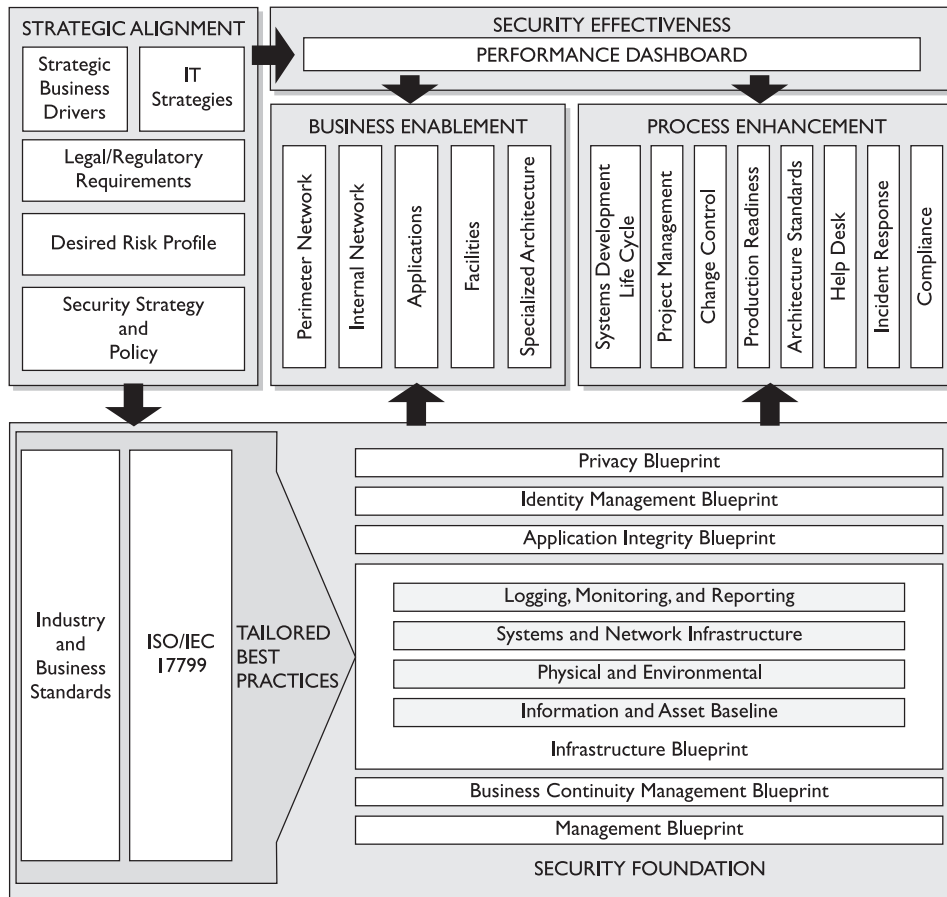 STRATEGIC ALIGNMENT
Strategic
Business
Drivers
IT
Strategies
Legal/Regulatory
Requirements
Desired Risk Profile
Security Strategy
and
Policy
SECURITY EFFECTIVENESS
PERFORMANCE DASHBOARD
BUSINESS ENABLEMENT
Perimeter Network
Internal Network
Applications
Facilities
Specialized Architecture
PROCESS ENHANCEMENT
Systems Development
Life Cycle
Project Management
Change Control
Production Readiness
Architecture Standards
Help Desk
Incident Response
Compliance
Industry
and
Business
Standards
ISO/IEC
17799
TAILORED
BEST
PRACTICES
Privacy Blueprint
Identity Management Blueprint
Application Integrity Blueprint
Logging, Monitoring, and Reporting
Systems and Network Infrastructure
Physical and Environmental
Information and Asset Baseline
Infrastructure Blueprint
Business Continuity Management Blueprint
Management Blueprint
SECURITY FOUNDATION